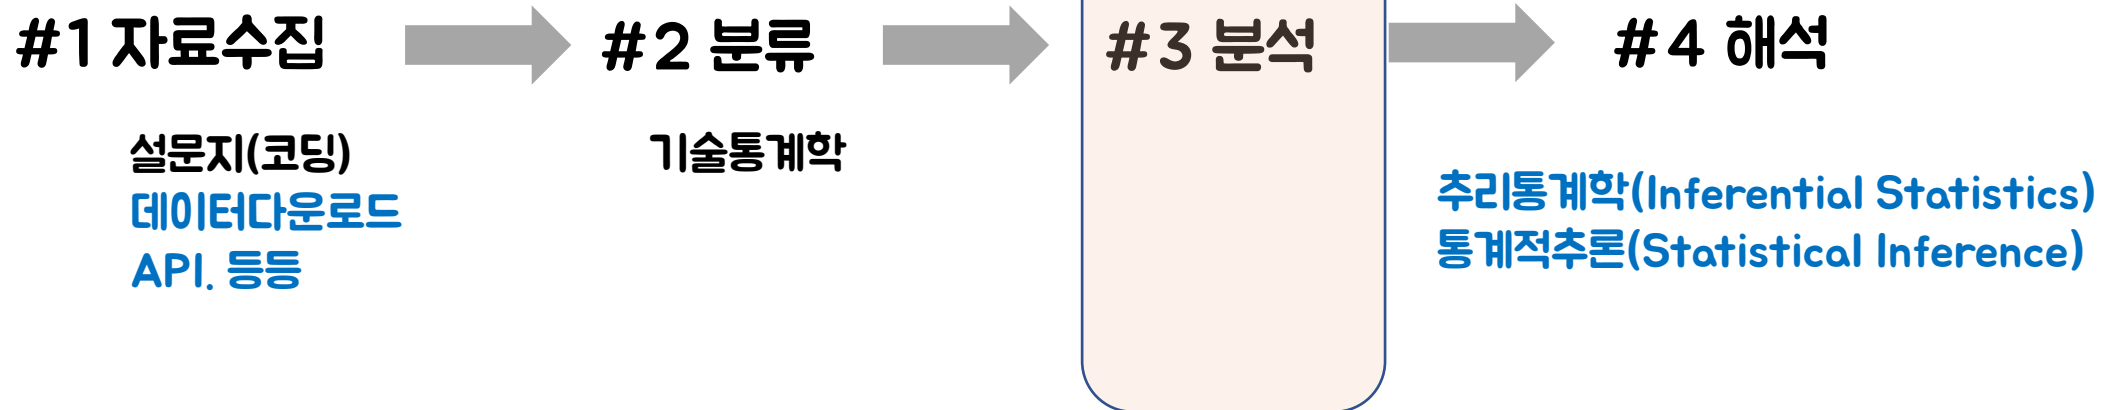 #1 자료수집
#2 분류
#3 분석
#4 해석
설문지(코딩)
데이터다운로드
API. 등등
기술통계학
추리통계학(Inferential Statistics)
통계적추론(Statistical Inference)